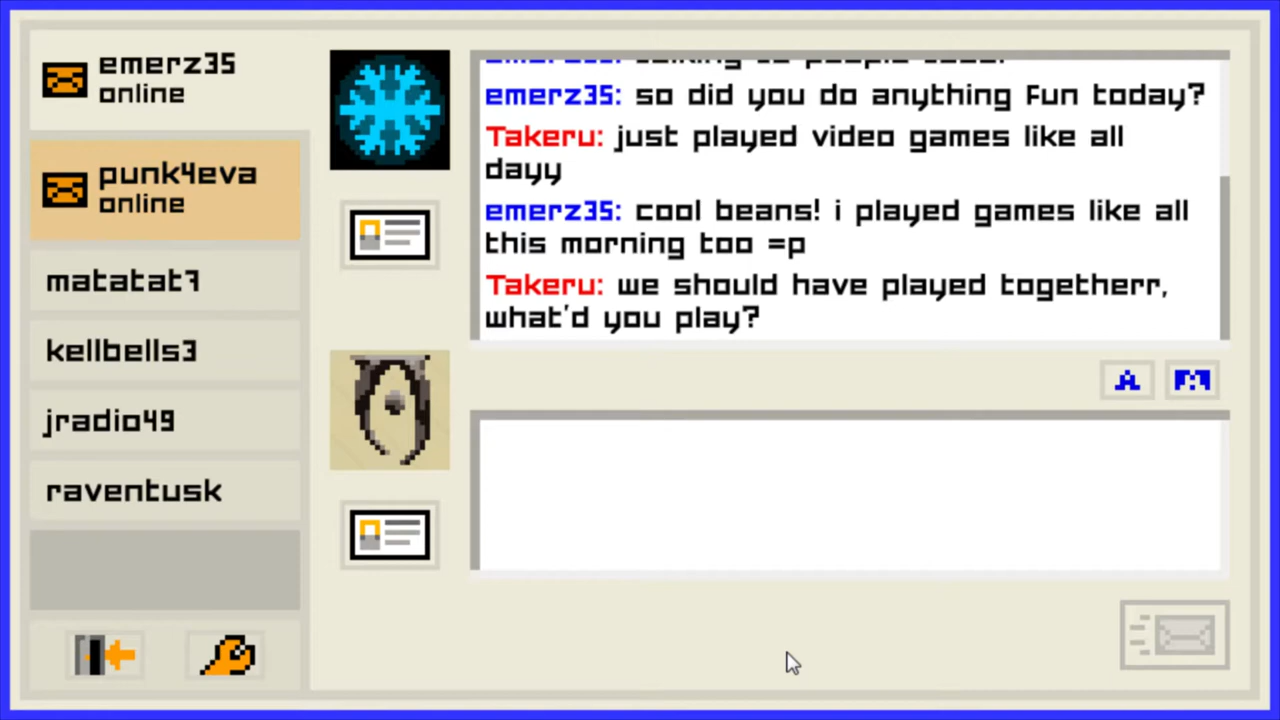 emerz35
online
punk4eva
online
matatat7
kellbells3
jradio49
raventusk
emerz35: so did you do anything fun today?
Takeru: just played video games like all
dayy
emerz35: cool beans! i played games like all
this morning too =p
Takeru: we should have played togetherr,
what'd you play?
A